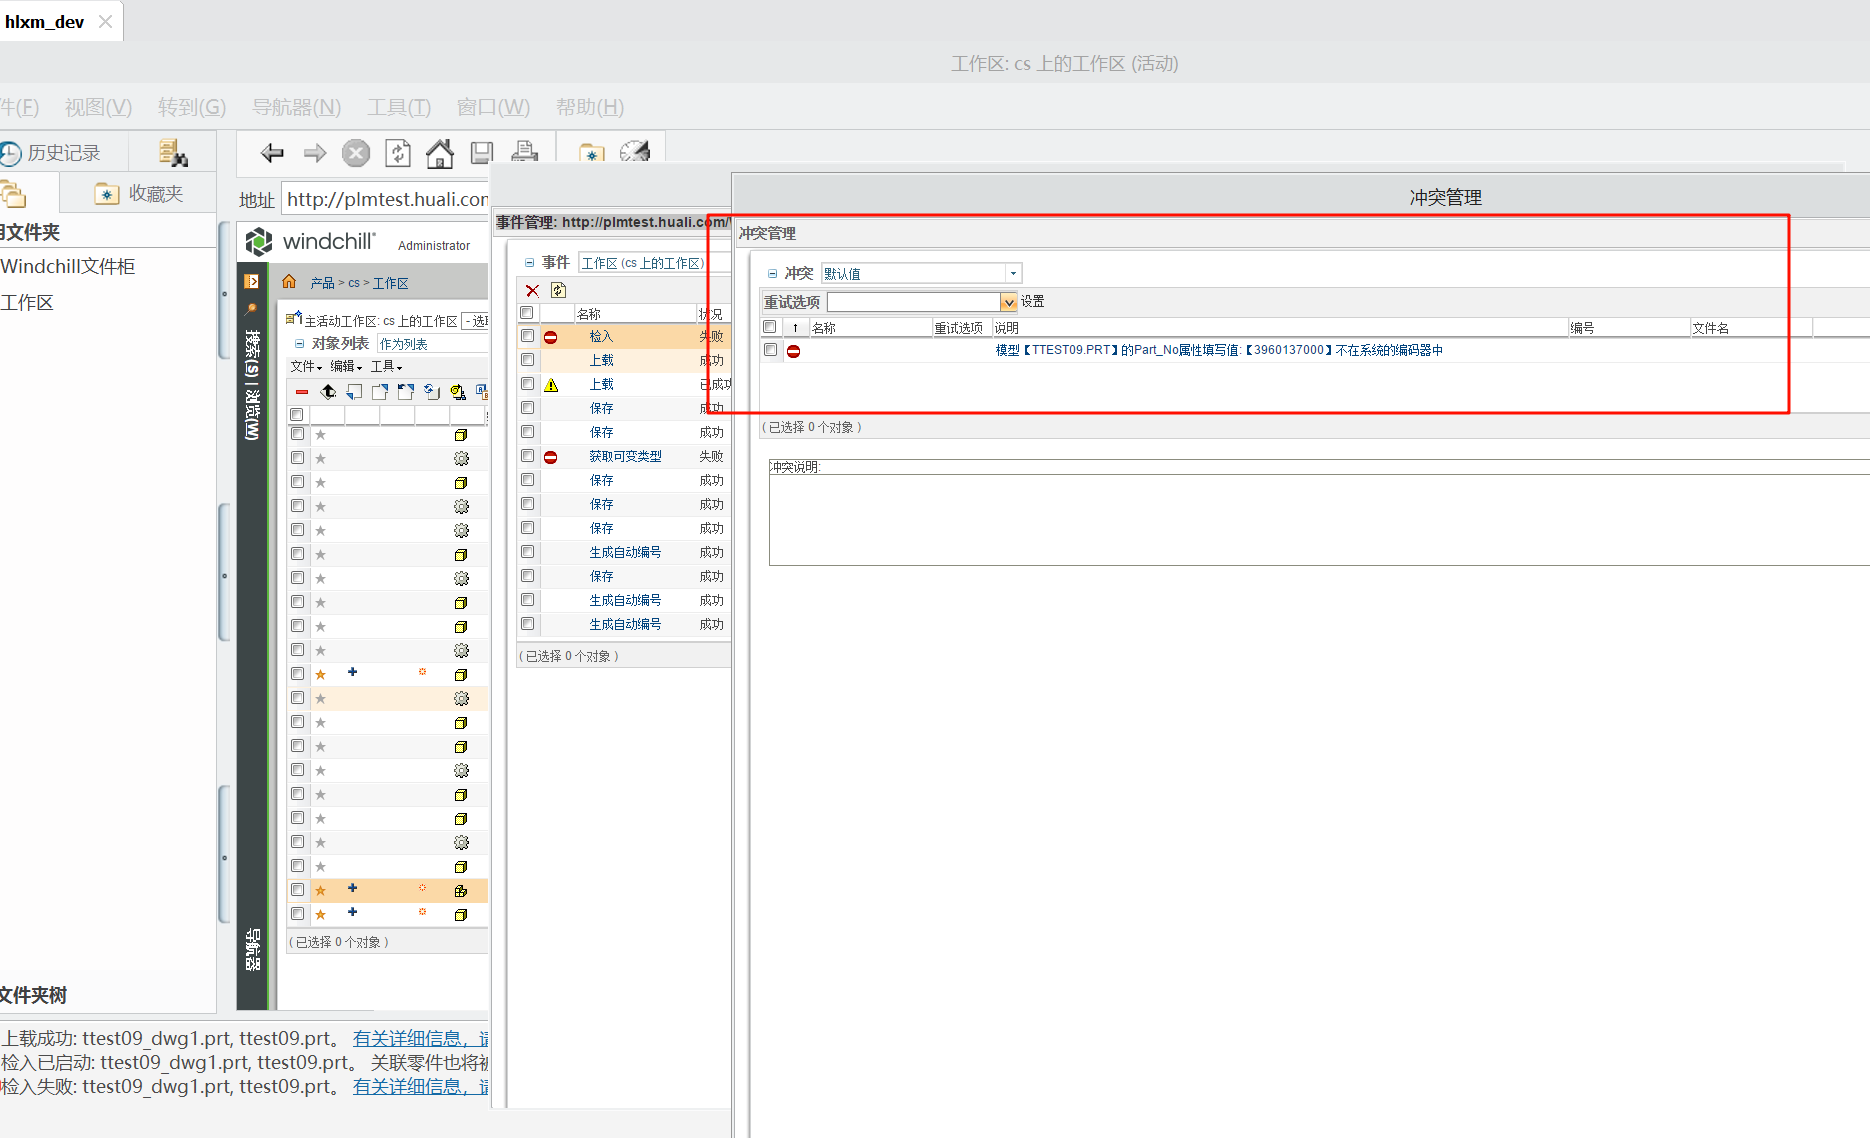 hlxm_dev
工作区: cs 上的工作区 (活动)
件(F) 视图(V) 转到(G) 导航器(N) 工具(T) 窗口(W) 帮助(H)
历史记录
收藏夹
用文件夹
Windchill文件柜
工作区
文件夹树
地址 http://plmtest.huali.con
windchill Administrator
产品 > cs > 工作区
搜索(S) | 浏览(W)
导航器
主活动工作区: cs 上的工作区 - 选
对象列表 作为列表
文件 编辑 工具
( 已选择 0 个对象 )
事件管理: http://plmtest.huali.com/
事件 工作区 (cs 上的工作区)
名称 状况
检入 失败
上载 成功
上载 已成功
保存 成功
保存 成功
获取可变类型 失败
保存 成功
保存 成功
保存 成功
生成自动编号 成功
保存 成功
生成自动编号 成功
生成自动编号 成功
( 已选择 0 个对象 )
冲突管理
冲突管理
冲突 默认值
重试选项 设置
↑ 名称 重试选项 说明 编号 文件名
模型【TTEST09.PRT】的Part_No属性填写值:【3960137000】不在系统的编码器中
( 已选择 0 个对象 )
冲突说明:
上载成功: ttest09_dwg1.prt, ttest09.prt。 有关详细信息，请
检入已启动: ttest09_dwg1.prt, ttest09.prt。 关联零件也将被
检入失败: ttest09_dwg1.prt, ttest09.prt。 有关详细信息，请